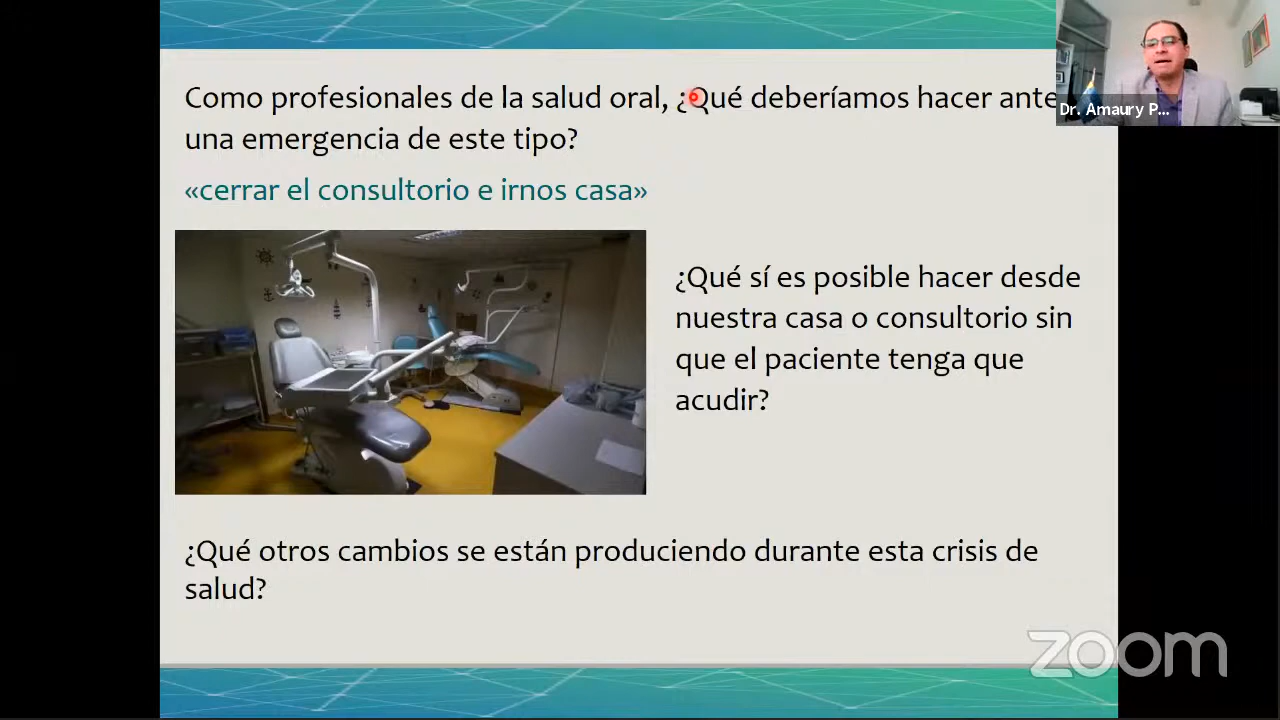 Como profesionales de la salud oral, ¿Qué deberíamos hacer ante
una emergencia de este tipo?
«cerrar el consultorio e irnos casa»
¿Qué sí es posible hacer desde
nuestra casa o consultorio sin
que el paciente tenga que
acudir?
¿Qué otros cambios se están produciendo durante esta crisis de
salud?
Dr. Amaury P...
zoom